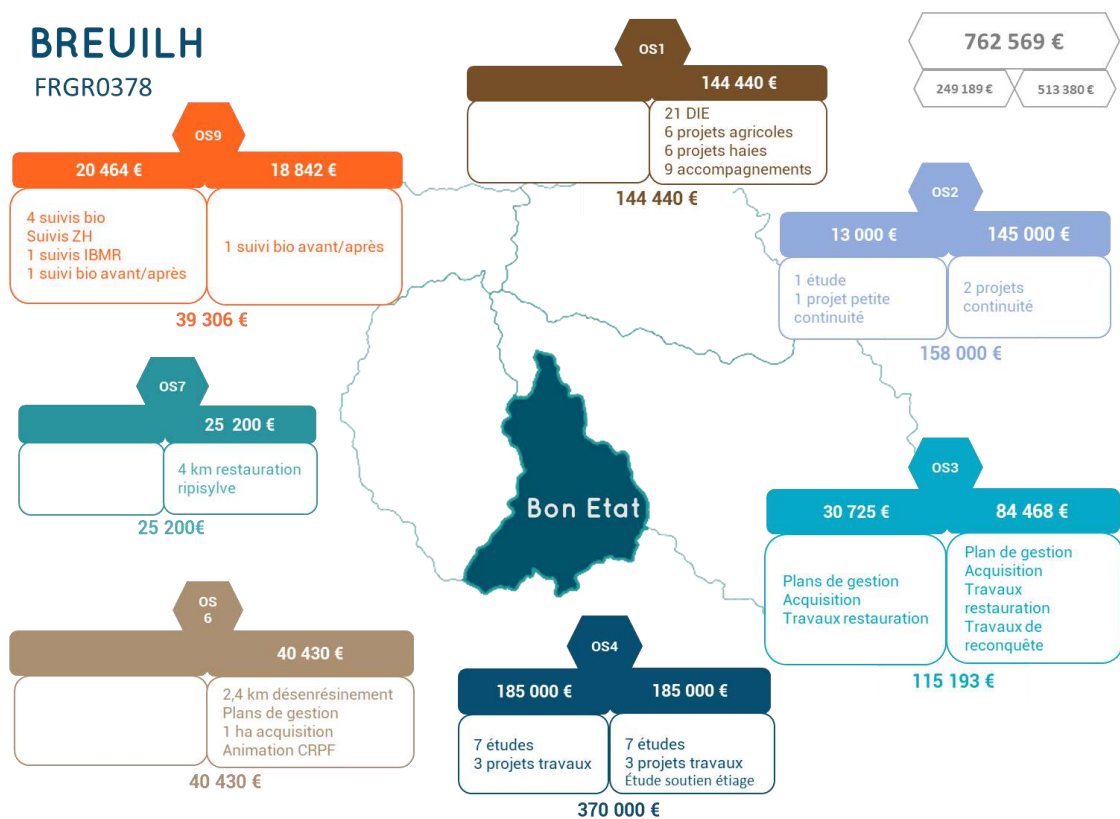 BREUILH
FRGR0378
762 569 €
249 189 €
513 380 €
OS1
144 440 €
21 DIE
6 projets agricoles
6 projets haies
9 accompagnements
144 440 €
OS9
20 464 €
18 842 €
4 suivis bio
Suivis ZH
1 suivis IBMR
1 suivi bio avant/après
1 suivi bio avant/après
39 306 €
OS2
13 000 €
145 000 €
1 étude
1 projet petite
continuité
2 projets
continuité
158 000 €
OS7
25 200 €
4 km restauration
ripisylve
25 200€
Bon Etat
OS3
30 725 €
84 468 €
Plans de gestion
Acquisition
Travaux restauration
Plan de gestion
Acquisition
Travaux
restauration
Travaux de
reconquête
115 193 €
OS
6
40 430 €
2,4 km désenrésinement
Plans de gestion
1 ha acquisition
Animation CRPF
40 430 €
OS4
185 000 €
185 000 €
7 études
3 projets travaux
7 études
3 projets travaux
Étude soutien étiage
370 000 €